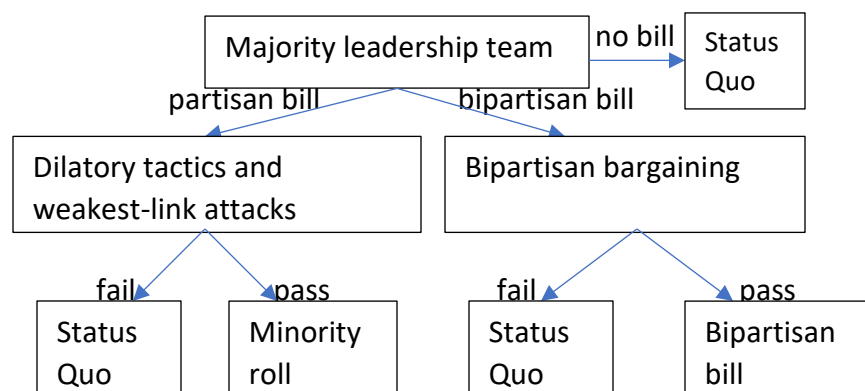 Majority leadership team
no bill
Status
Quo
partisan bill
bipartisan bill
Dilatory tactics and
weakest-link attacks
Bipartisan bargaining
fail
pass
fail
pass
Status
Quo
Minority
roll
Status
Quo
Bipartisan
bill